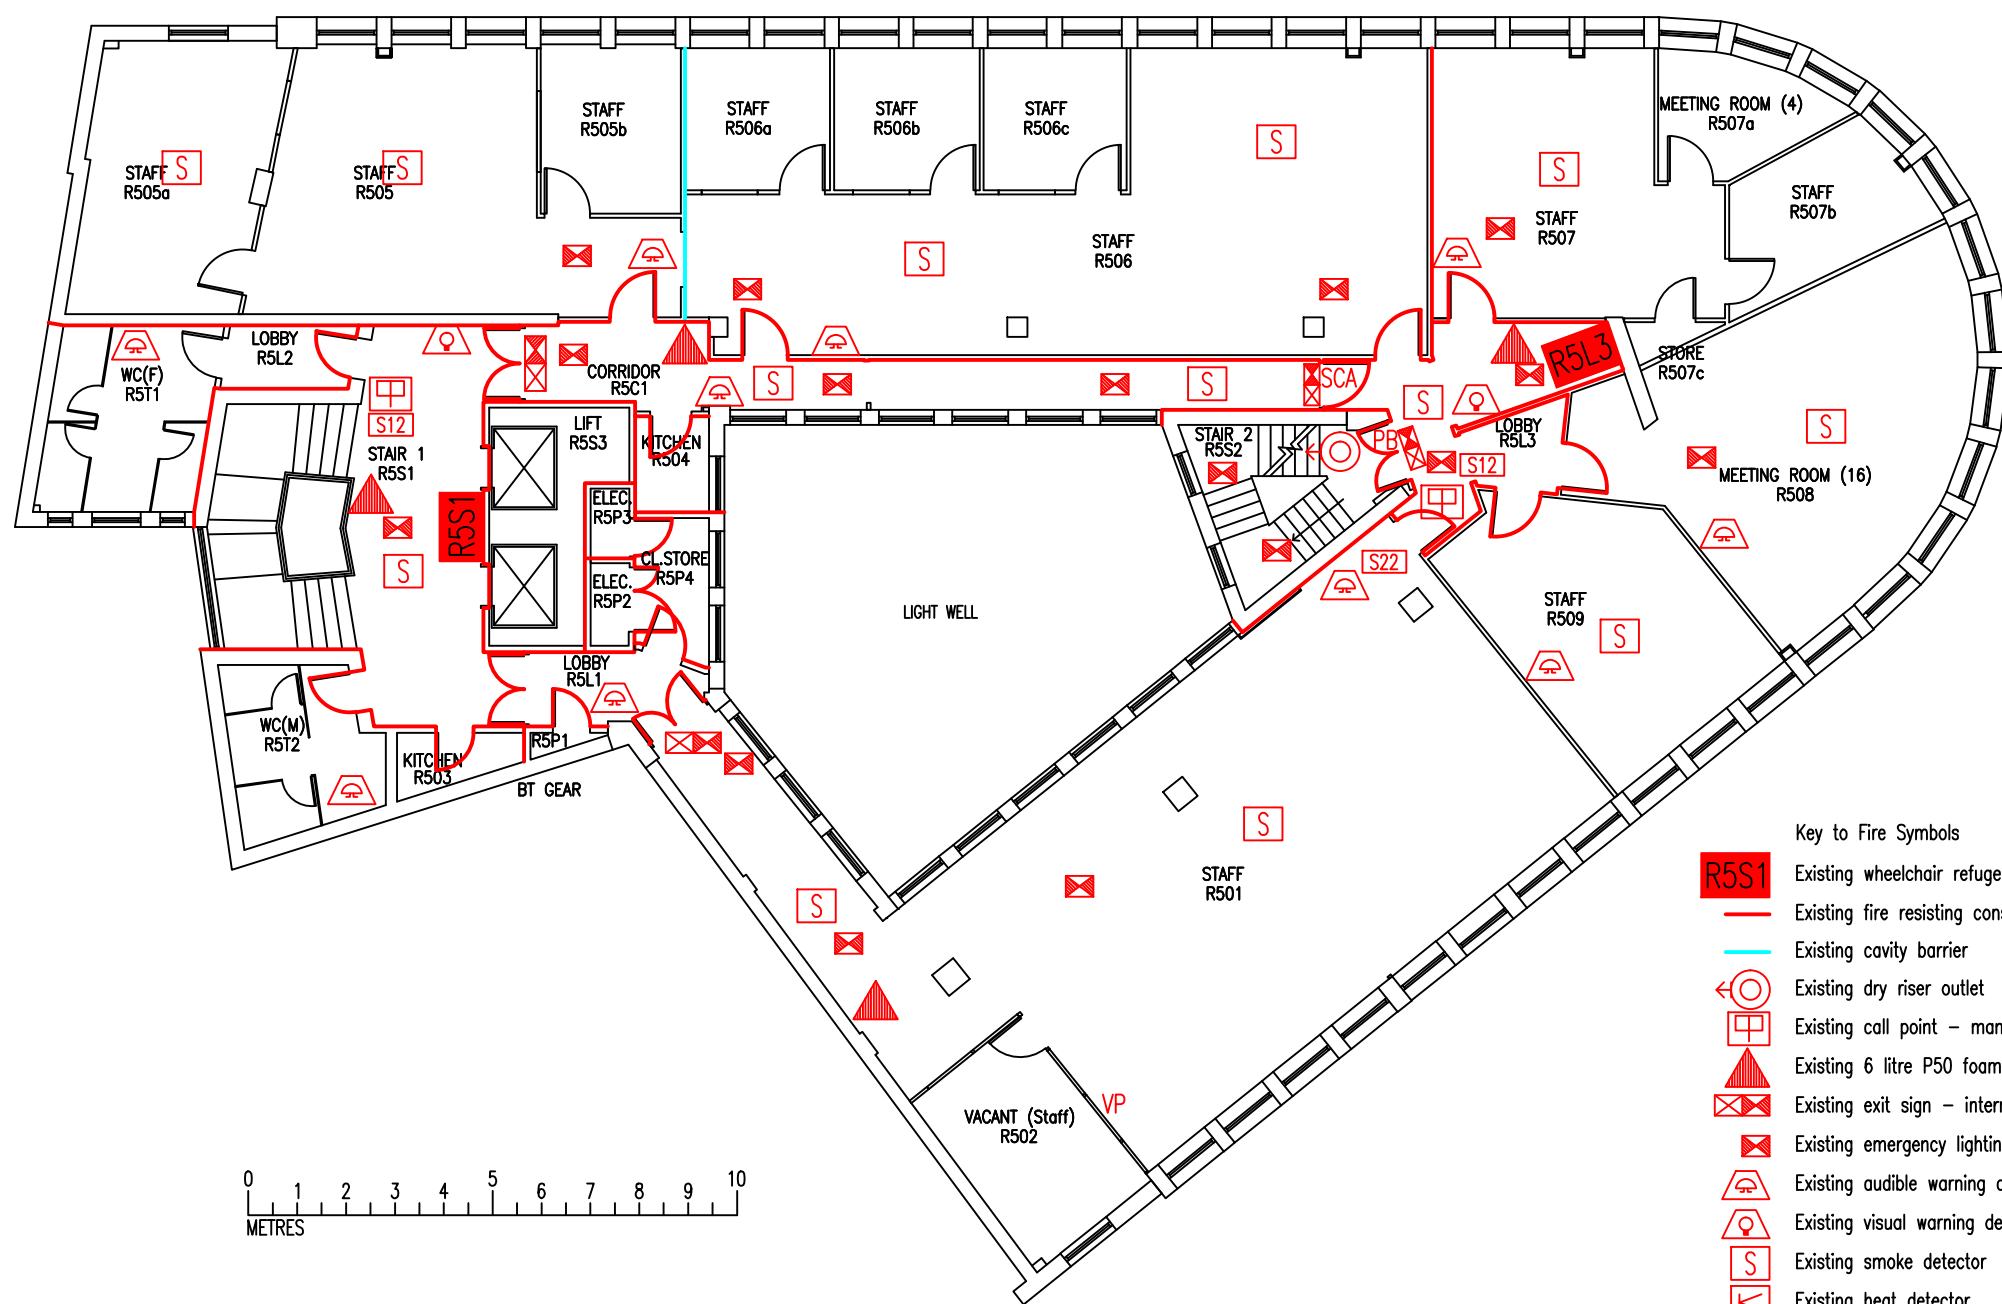 STAFF
R505a
S
STAFF
R505
S
STAFF
R505b
STAFF
R506a
STAFF
R506b
STAFF
R506c
S
STAFF
R506
S
S
STAFF
R507
MEETING ROOM (4)
R507a
STAFF
R507b
STORE
R507c
R5L3
LOBBY
R5L2
WC(F)
R5T1
S12
STAIR 1
R5S1
R5S1
S
CORRIDOR
R5C1
LIFT
R5S3
KITCHEN
R504
ELEC.
R5P3
CL.STORE
R5P4
ELEC.
R5P2
LOBBY
R5L1
S
S
SCA
S
STAIR 2
R5S2
PB
S12
LOBBY
R5L3
S22
S
MEETING ROOM (16)
R508
STAFF
R509
S
LIGHT WELL
WC(M)
R5T2
KITCHEN
R503
R5P1
BT GEAR
S
S
STAFF
R501
VACANT (Staff)
R502
VP
0 1 2 3 4 5 6 7 8 9 10
METRES
Key to Fire Symbols
R5S1 Existing wheelchair refuge
Existing fire resisting cons
Existing cavity barrier
Existing dry riser outlet
Existing call point – man
Existing 6 litre P50 foam
Existing exit sign – intern
Existing emergency lightin
Existing audible warning d
Existing visual warning de
S Existing smoke detector
Existing heat detector